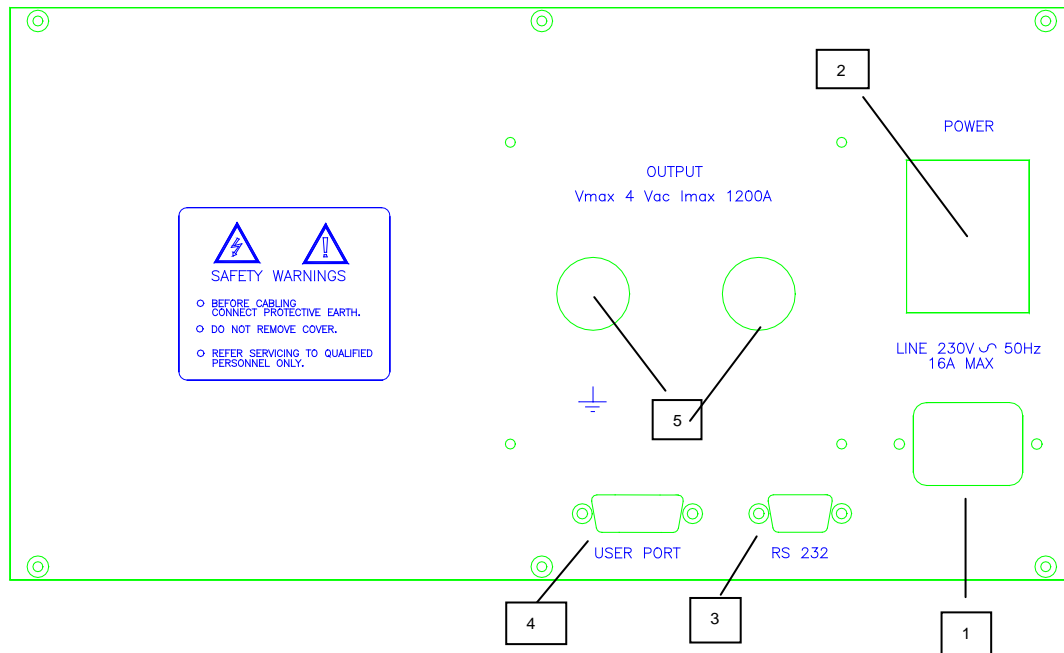 2
POWER
OUTPUT
Vmax 4 Vac Imax 1200A
SAFETY WARNINGS
BEFORE CABLING
CONNECT PROTECTIVE EARTH.
DO NOT REMOVE COVER.
REFER SERVICING TO QUALIFIED
PERSONNEL ONLY.
LINE 230V 50Hz
16A MAX
5
USER PORT
RS 232
4
3
1